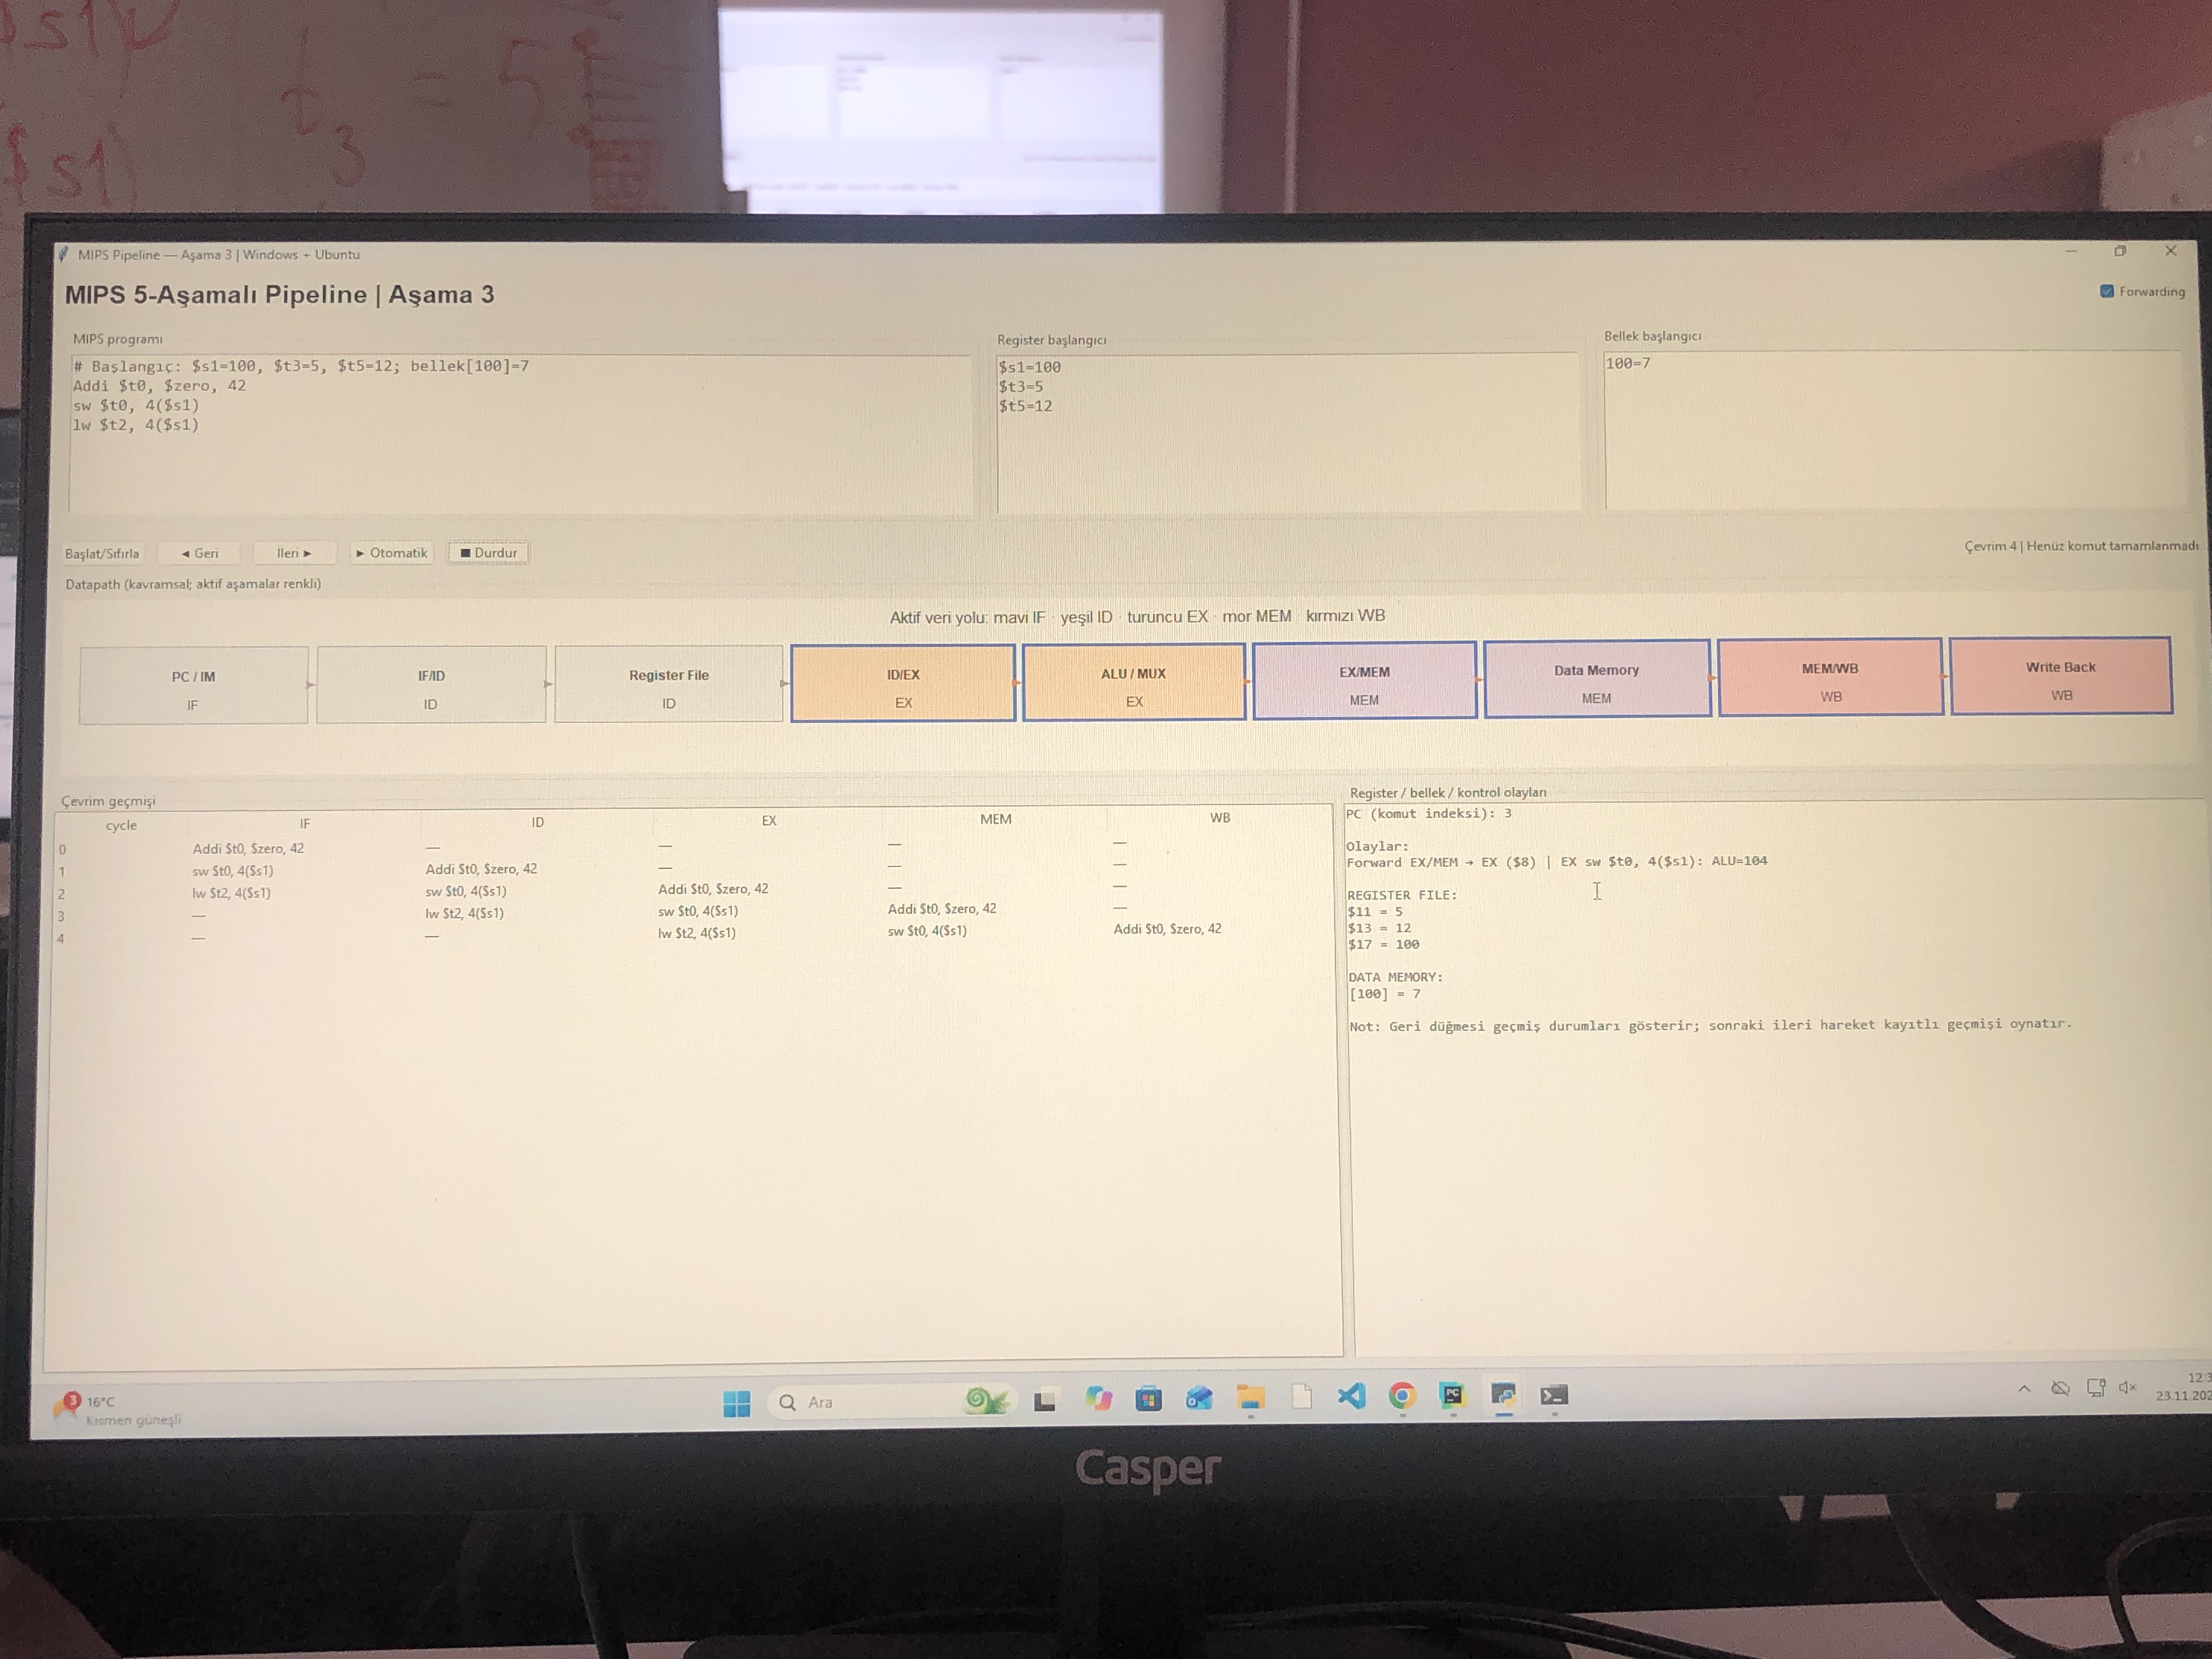 $s1)
t3 = 5
$s1)
MIPS Pipeline — Aşama 3 | Windows + Ubuntu
MIPS 5-Aşamalı Pipeline | Aşama 3
Forwarding
MIPS programı
# Başlangıç: $s1=100, $t3=5, $t5=12; bellek[100]=7
Addi $t0, $zero, 42
sw $t0, 4($s1)
lw $t2, 4($s1)
Register başlangıcı
$s1=100
$t3=5
$t5=12
Bellek başlangıcı
100=7
Başlat/Sıfırla ◄ Geri İleri ► ► Otomatik ■ Durdur
Çevrim 4 | Henüz komut tamamlanmadı
Datapath (kavramsal; aktif aşamalar renkli)
Aktif veri yolu: mavi IF · yeşil ID · turuncu EX · mor MEM · kırmızı WB
PC / IM IF/ID Register File ID/EX ALU / MUX EX/MEM Data Memory MEM/WB Write Back
IF ID ID EX EX MEM MEM WB WB
Çevrim geçmişi
cycle IF ID EX MEM WB
0 Addi $t0, $zero, 42 — — — —
1 sw $t0, 4($s1) Addi $t0, $zero, 42 — — —
2 lw $t2, 4($s1) sw $t0, 4($s1) Addi $t0, $zero, 42 — —
3 — lw $t2, 4($s1) sw $t0, 4($s1) Addi $t0, $zero, 42 —
4 — — lw $t2, 4($s1) sw $t0, 4($s1) Addi $t0, $zero, 42
Register / bellek / kontrol olayları
PC (komut indeksi): 3
Olaylar:
Forward EX/MEM → EX ($8) | EX sw $t0, 4($s1): ALU=104
REGISTER FILE:
$11 = 5
$13 = 12
$17 = 100
DATA MEMORY:
[100] = 7
Not: Geri düğmesi geçmiş durumları gösterir; sonraki ileri hareket kayıtlı geçmişi oynatır.
3
16°C
Kısmen güneşli
Ara
PC
12:3
23.11.202
Casper